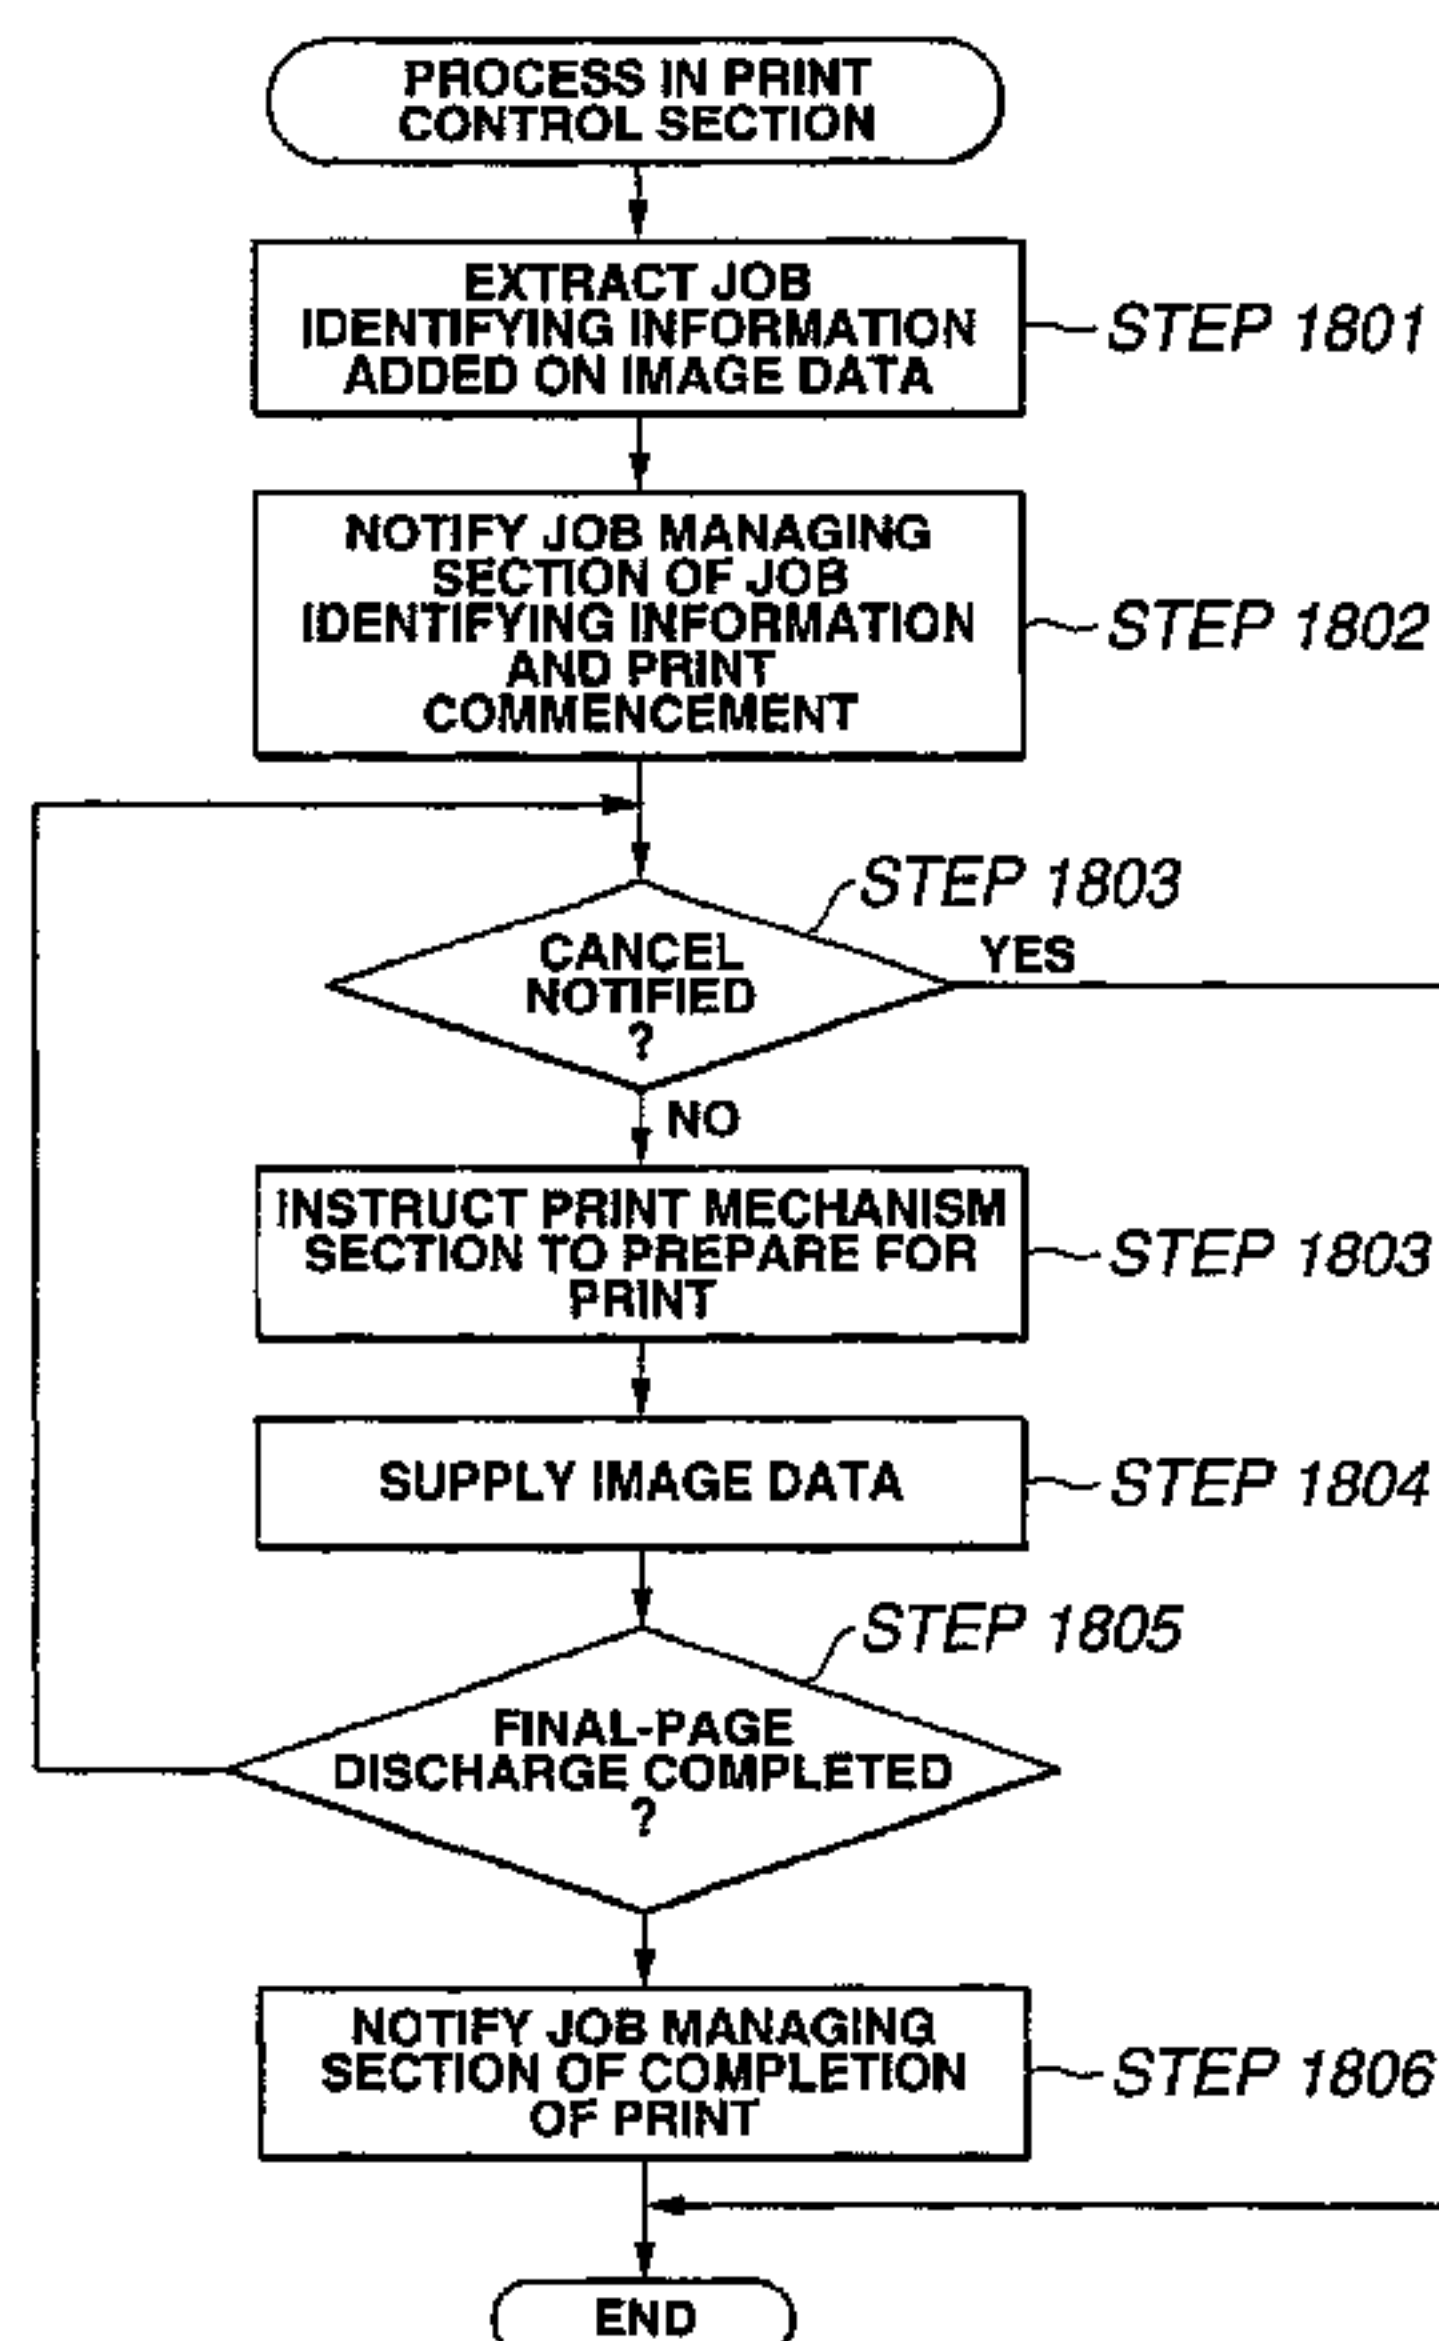 PROCESS IN PRINT
CONTROL SECTION
EXTRACT JOB
IDENTIFYING INFORMATION
ADDED ON IMAGE DATA
STEP 1801
NOTIFY JOB MANAGING
SECTION OF JOB
IDENTIFYING INFORMATION
AND PRINT
COMMENCEMENT
STEP 1802
STEP 1803
CANCEL
NOTIFIED
?
YES
NO
INSTRUCT PRINT MECHANISM
SECTION TO PREPARE FOR
PRINT
STEP 1803
SUPPLY IMAGE DATA
STEP 1804
STEP 1805
FINAL-PAGE
DISCHARGE COMPLETED
?
NOTIFY JOB MANAGING
SECTION OF COMPLETION
OF PRINT
STEP 1806
END